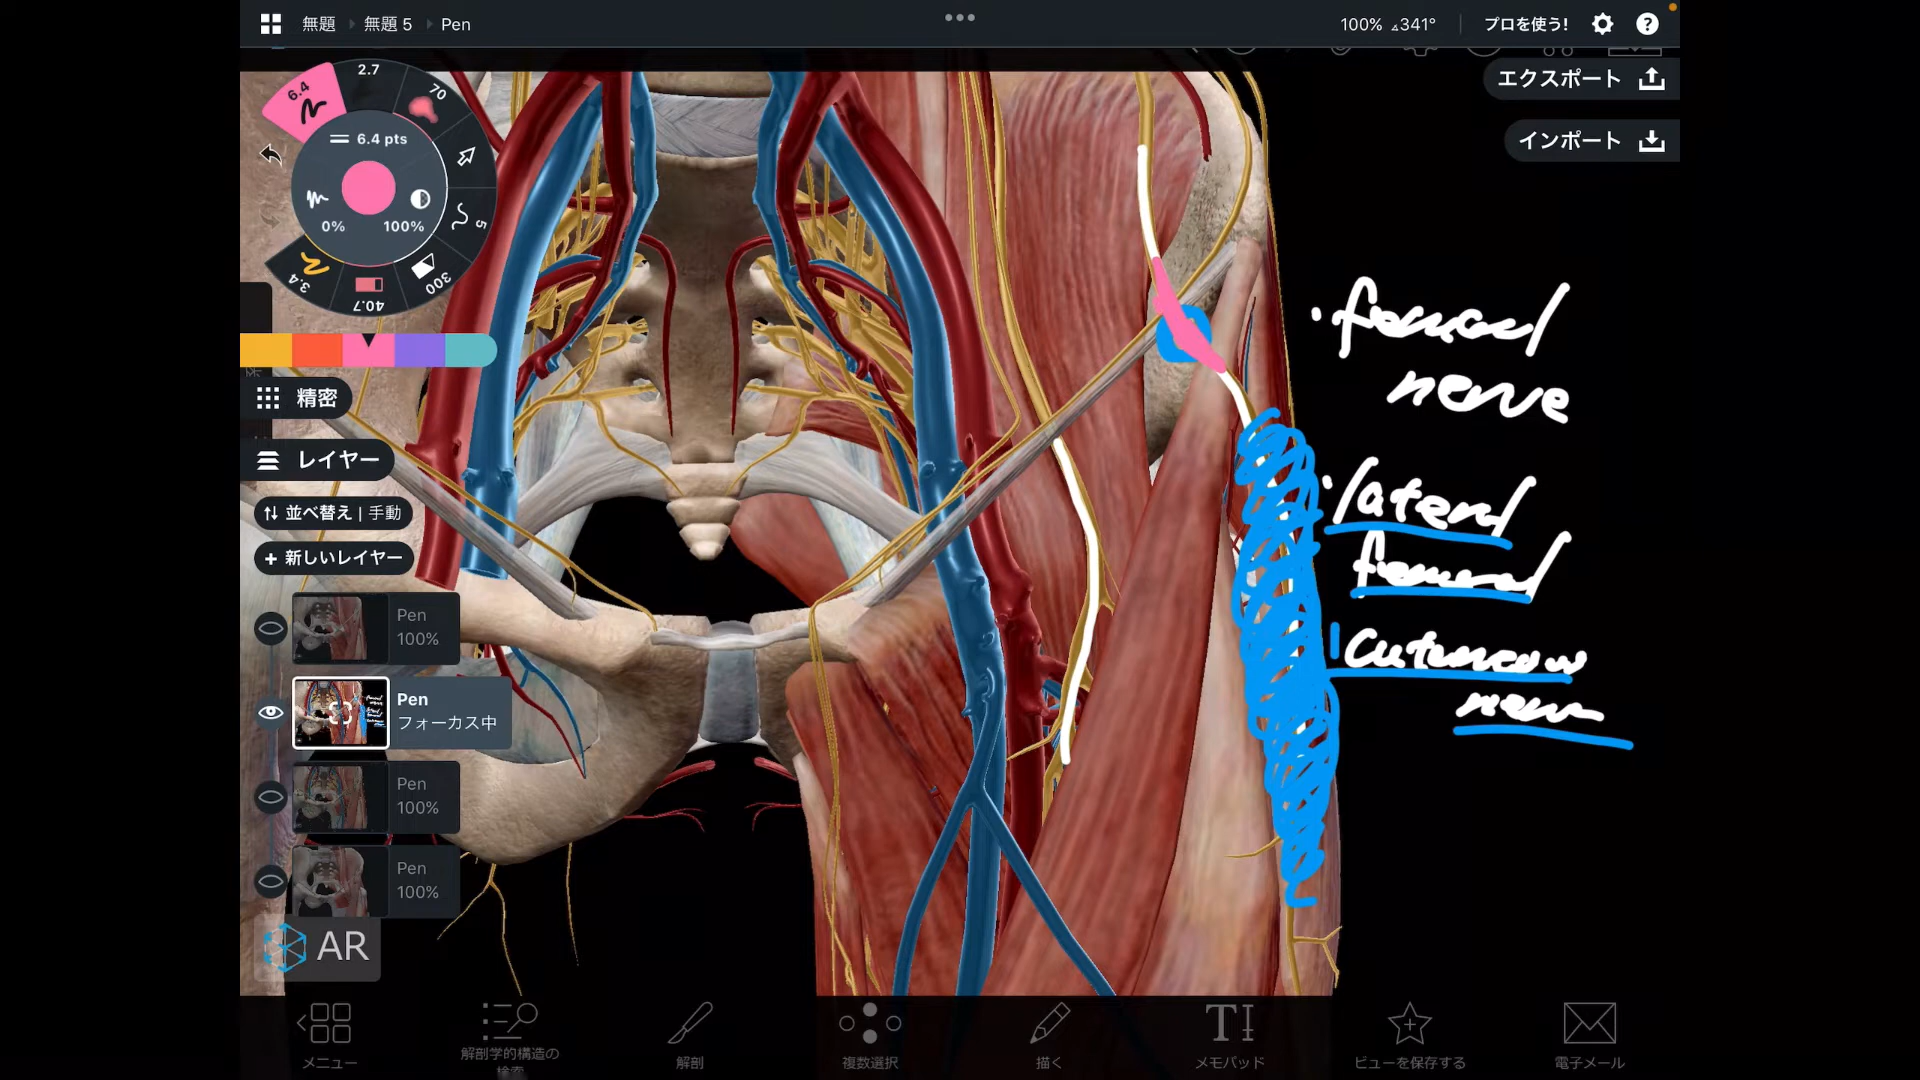 無題 無題 5 Pen
100% 341° プロを使う!
エクスポート
インポート
2.7
70
6.4
6.4 pts
0% 100%
5
300
40.7
3.4
精密
レイヤー
並べ替え | 手動
+ 新しいレイヤー
Pen
100%
Pen
フォーカス中
Pen
100%
Pen
100%
AR
・femoral
nerve
・lateral
femoral
cutaneous
nerve
メニュー
解剖学的構造の
検索
解剖
複数選択
描く
メモパッド
ビューを保存する
電子メール